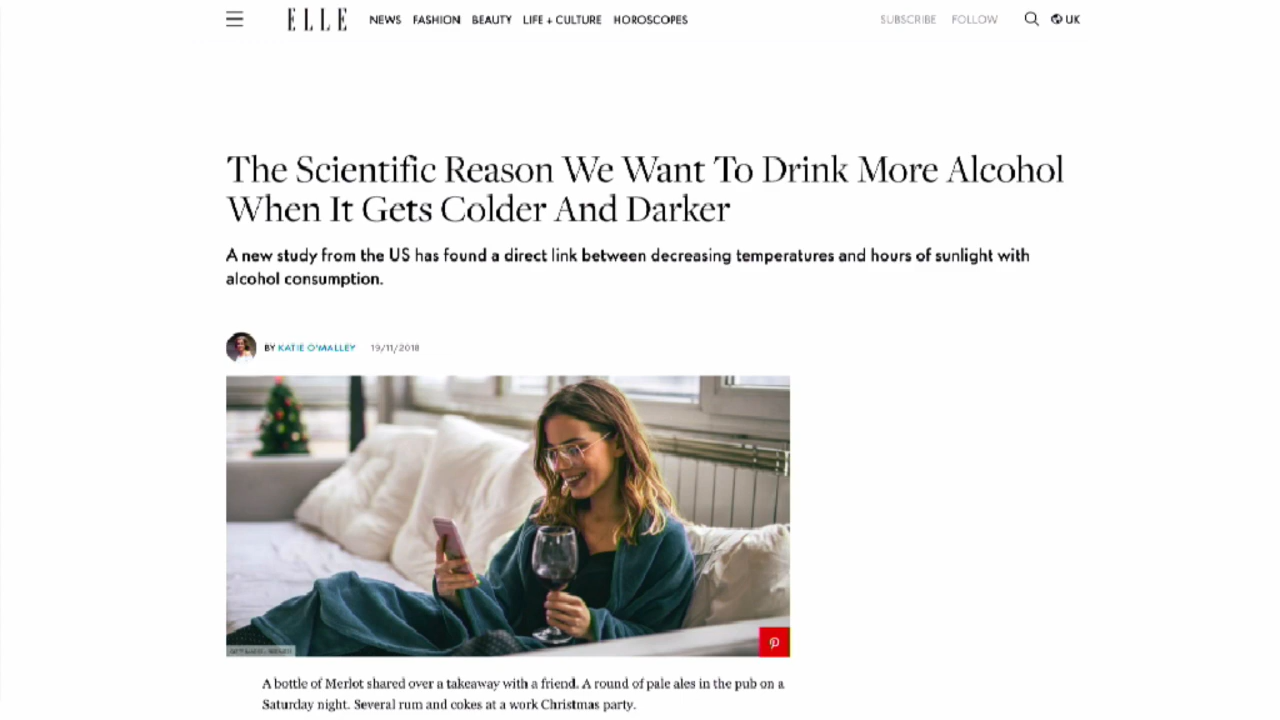 ELLE NEWS FASHION BEAUTY LIFE + CULTURE HOROSCOPES SUBSCRIBE FOLLOW UK
The Scientific Reason We Want To Drink More Alcohol
When It Gets Colder And Darker
A new study from the US has found a direct link between decreasing temperatures and hours of sunlight with
alcohol consumption.
BY KATIE O'MALLEY 19/11/2018
A bottle of Merlot shared over a takeaway with a friend. A round of pale ales in the pub on a
Saturday night. Several rum and cokes at a work Christmas party.